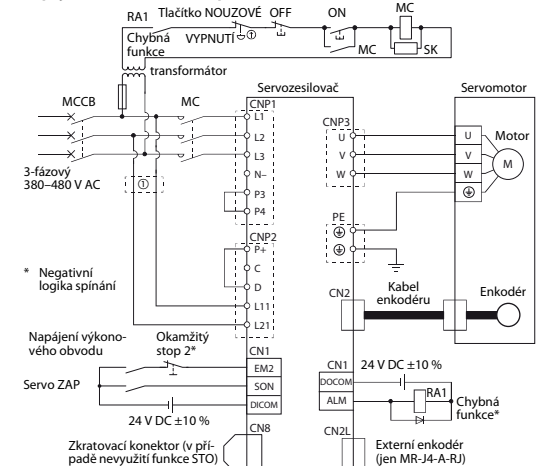 MC
RA1 Tlačítko NOUZOVÉ OFF ON
Chybná
funkce
VYPNUTÍ ①
MC
SK
transformátor
MCCB MC
Servozesilovač
Servomotor
CNP1
L1
L2
L3
N–
P3
P4
CNP3
U
V
W
U
V
W
Motor
M
3-fázový
380–480 V AC
①
PE
CNP2
P+
C
D
L11
L21
* Negativní
logika spínání
CN2
Kabel
enkodéru
Enkodér
Napájení výkono-
vého obvodu
Okamžitý
stop 2*
Servo ZAP
24 V DC ±10 %
CN1
EM2
SON
DICOM
CN1
24 V DC ±10 %
DOCOM
ALM
RA1
Chybná
funkce*
CN8
Zkratovací konektor (v pří-
padě nevyužití funkce STO)
CN2L
Externí enkodér
(jen MR-J4-A-RJ)